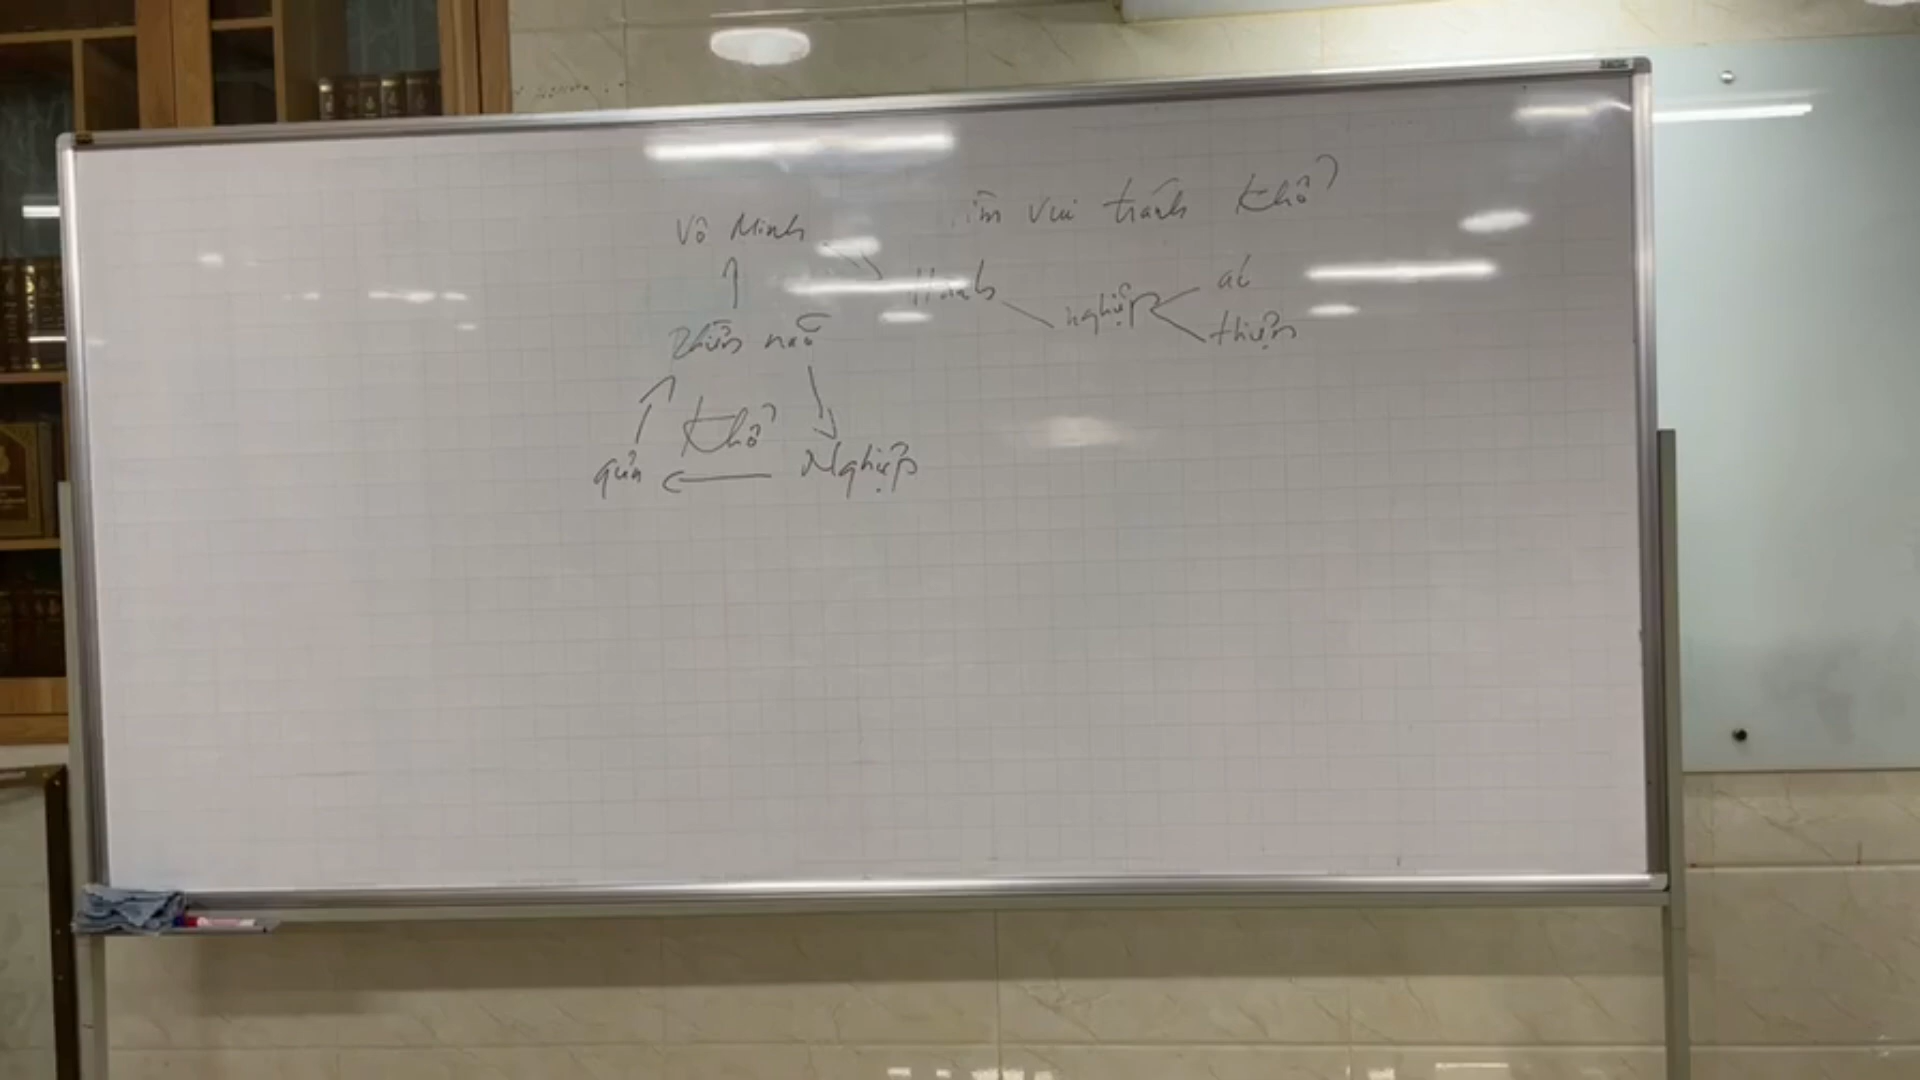 tìm vui tránh khổ
Vô Minh
Hành
nghiệp
ác
thiện
Phiền não
Khổ
quả
Nghiệp